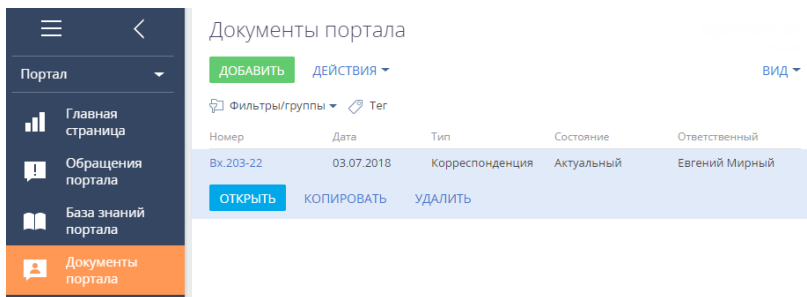 Документы портала
Портал
ДОБАВИТЬ ДЕЙСТВИЯ ВИД
Фильтры/группы Тег
Главная
страница
Номер Дата Тип Состояние Ответственный
Обращения
портала
Вх.203-22 03.07.2018 Корреспонденция Актуальный Евгений Мирный
ОТКРЫТЬ КОПИРОВАТЬ УДАЛИТЬ
База знаний
портала
Документы
портала